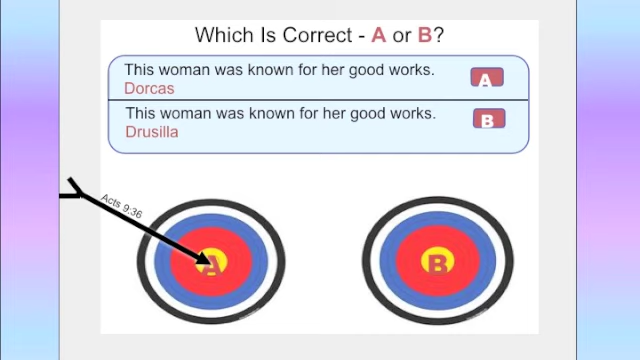 Which Is Correct - A or B?
This woman was known for her good works.
Dorcas
A
This woman was known for her good works.
Drusilla
B
Acts 9:36
A
B